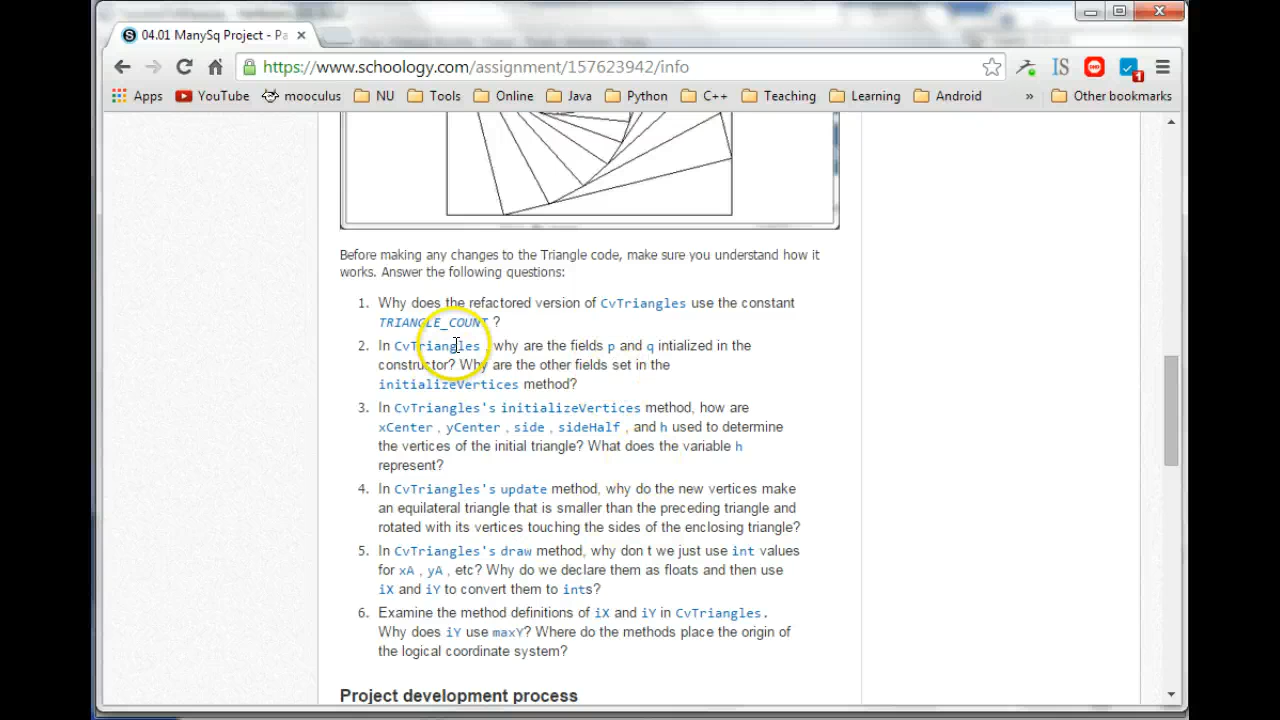 04.01 ManySq Project - Pa
https://www.schoology.com/assignment/157623942/info
IS
1
Apps YouTube mooculus NU Tools Online Java Python C++ Teaching Learning Android » Other bookmarks
Before making any changes to the Triangle code, make sure you understand how it
works. Answer the following questions:
1. Why does the refactored version of CvTriangles use the constant
TRIANGLE_COUNT ?
2. In CvTriangles , why are the fields p and q intialized in the
constructor? Why are the other fields set in the
initializeVertices method?
3. In CvTriangles's initializeVertices method, how are
xCenter , yCenter , side , sideHalf , and h used to determine
the vertices of the initial triangle? What does the variable h
represent?
4. In CvTriangles's update method, why do the new vertices make
an equilateral triangle that is smaller than the preceding triangle and
rotated with its vertices touching the sides of the enclosing triangle?
5. In CvTriangles's draw method, why don t we just use int values
for xA , yA , etc? Why do we declare them as floats and then use
iX and iY to convert them to ints?
6. Examine the method definitions of iX and iY in CvTriangles.
Why does iY use maxY? Where do the methods place the origin of
the logical coordinate system?
Project development process